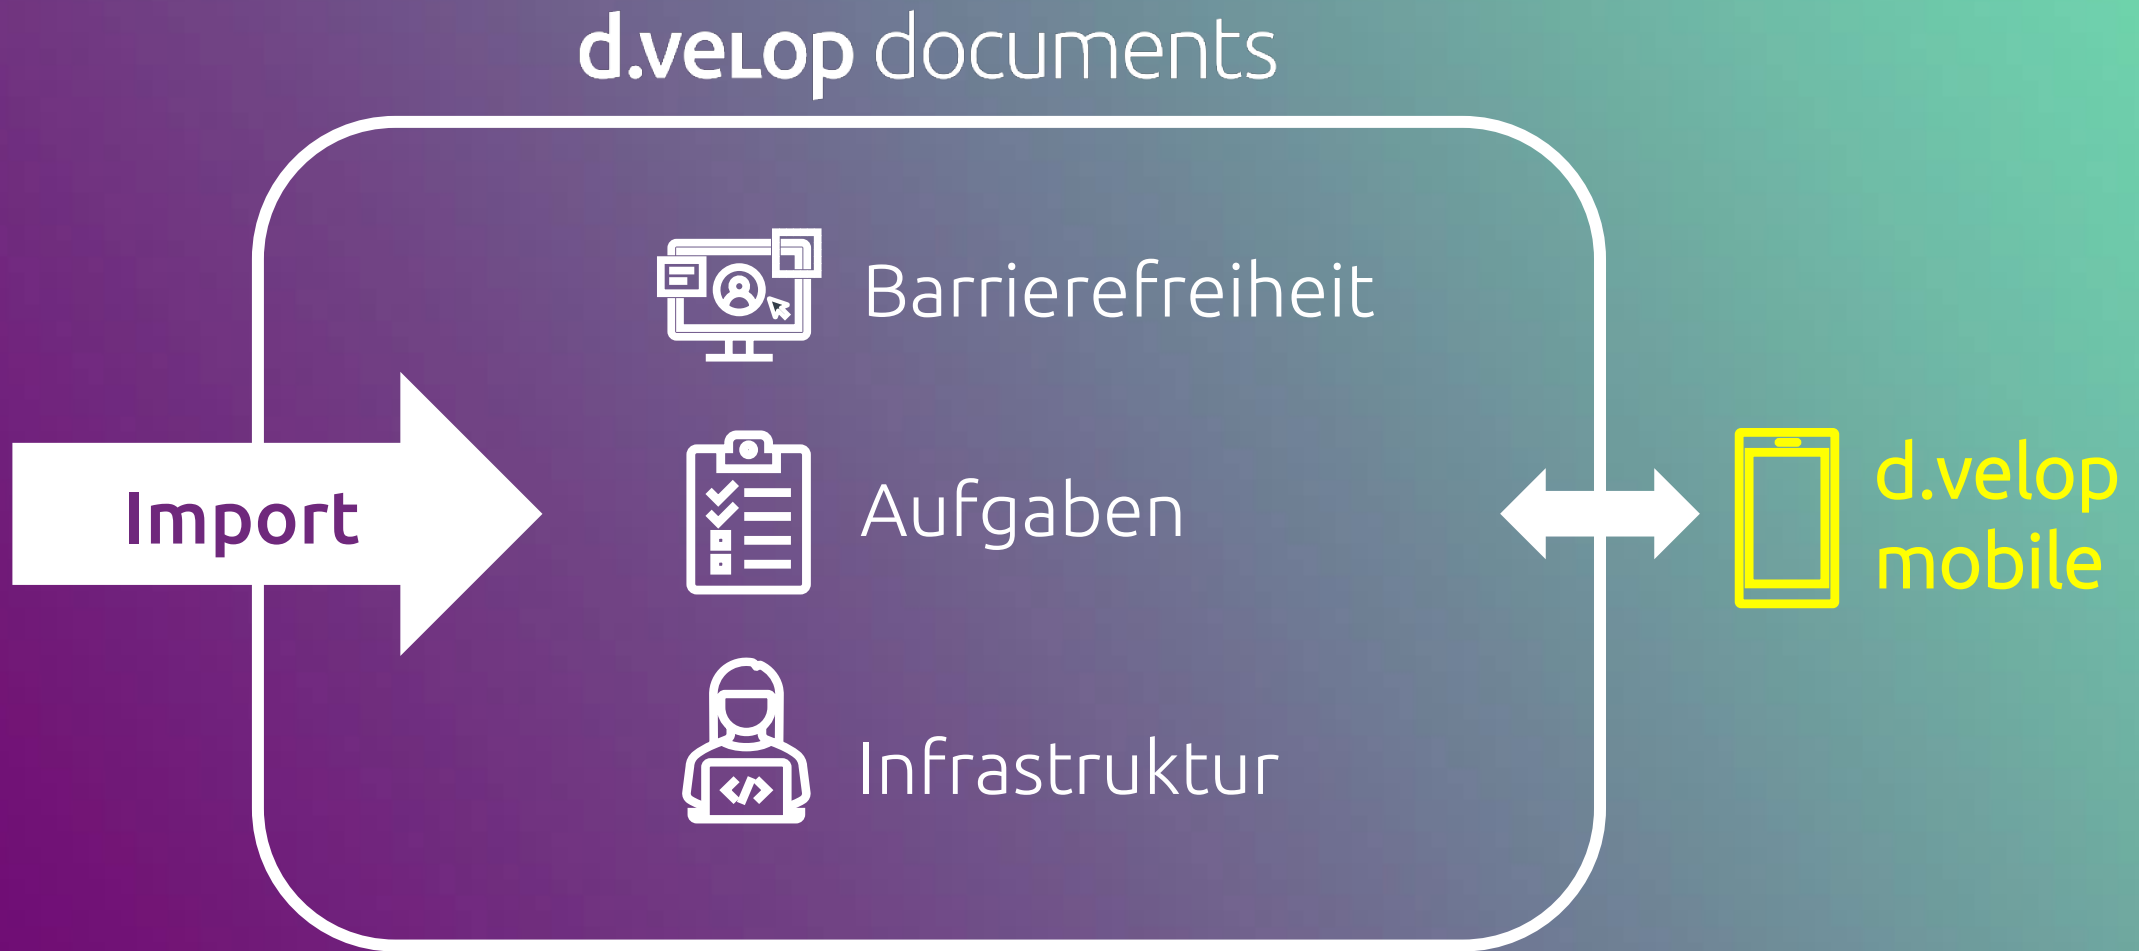 d.velop documents
Barrierefreiheit
Import
Aufgaben
d.velop
mobile
Infrastruktur